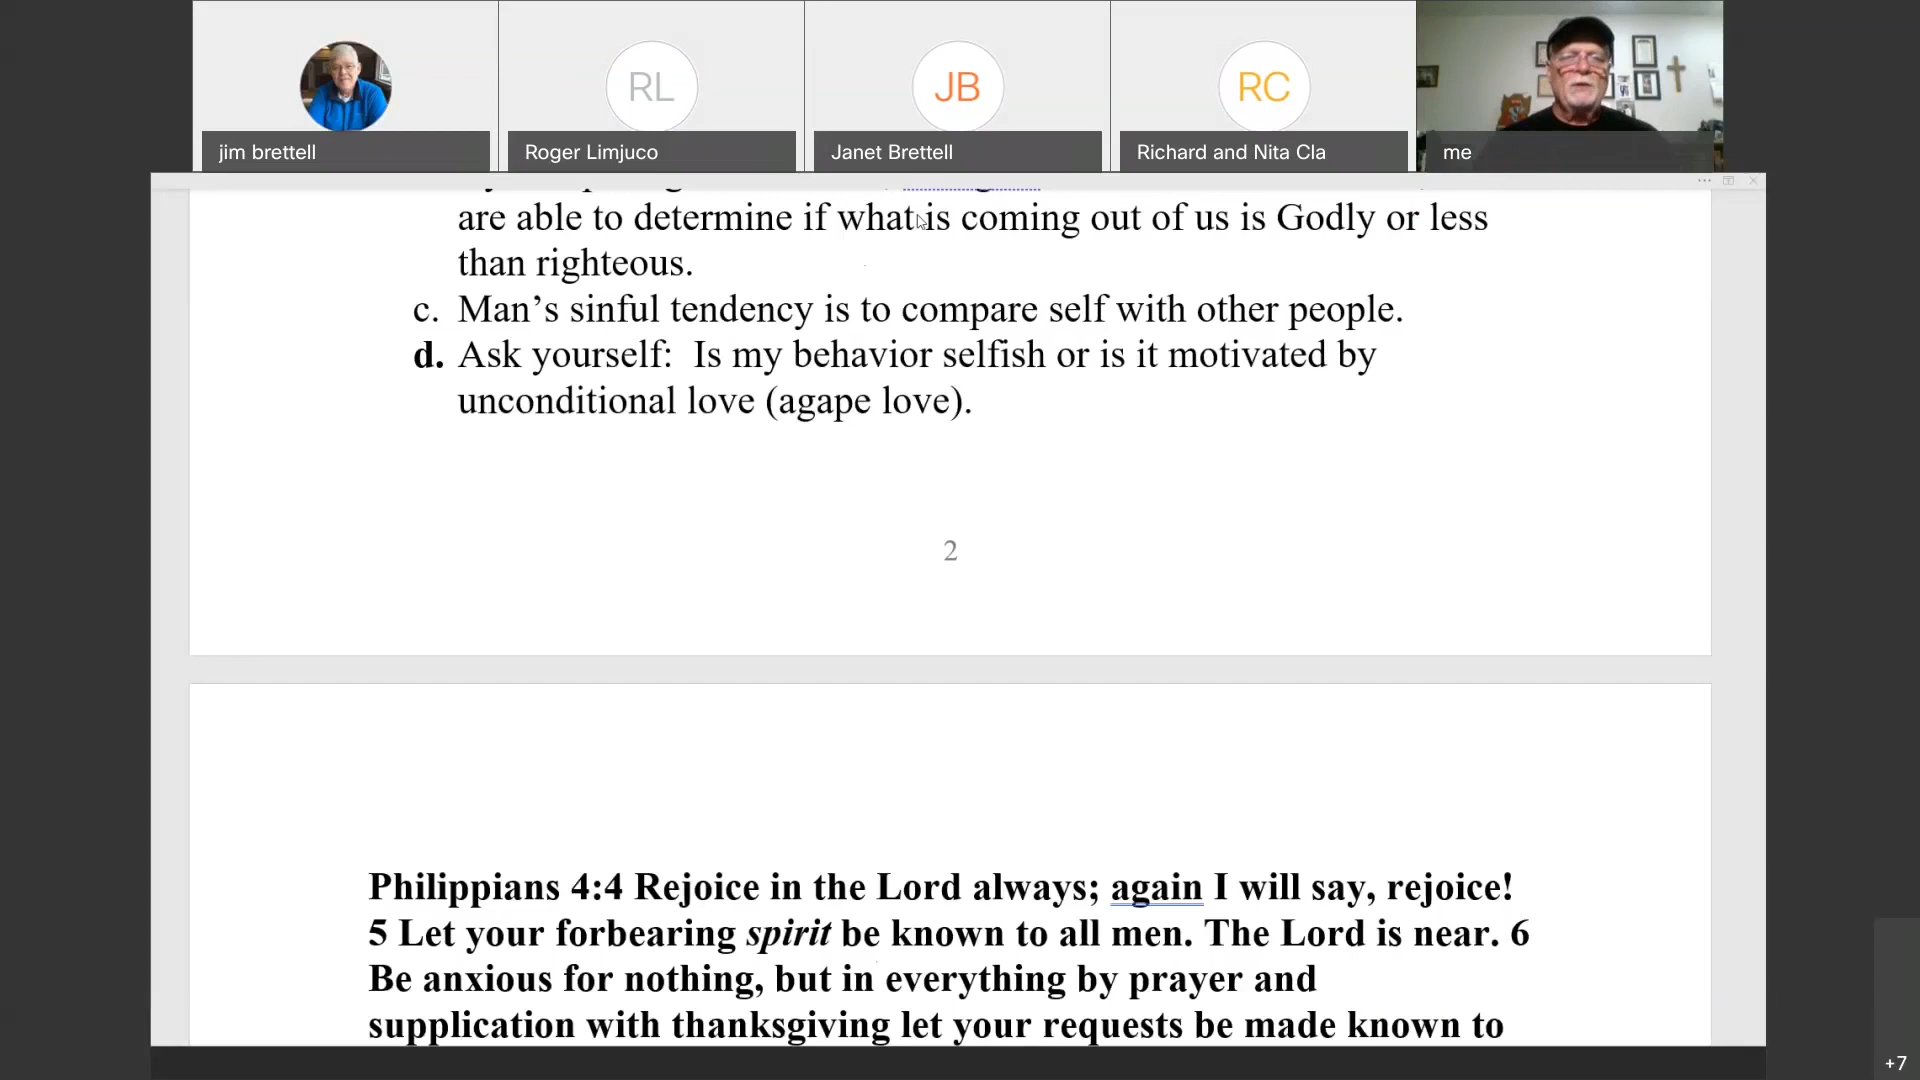 RL
JB
RC
jim brettell
Roger Limjuco
Janet Brettell
Richard and Nita Cla
me
are able to determine if what is coming out of us is Godly or less
than righteous.
c. Man’s sinful tendency is to compare self with other people.
d. Ask yourself:  Is my behavior selfish or is it motivated by
unconditional love (agape love).
2
Philippians 4:4 Rejoice in the Lord always; again I will say, rejoice!
5 Let your forbearing spirit be known to all men. The Lord is near. 6
Be anxious for nothing, but in everything by prayer and
supplication with thanksgiving let your requests be made known to
+7